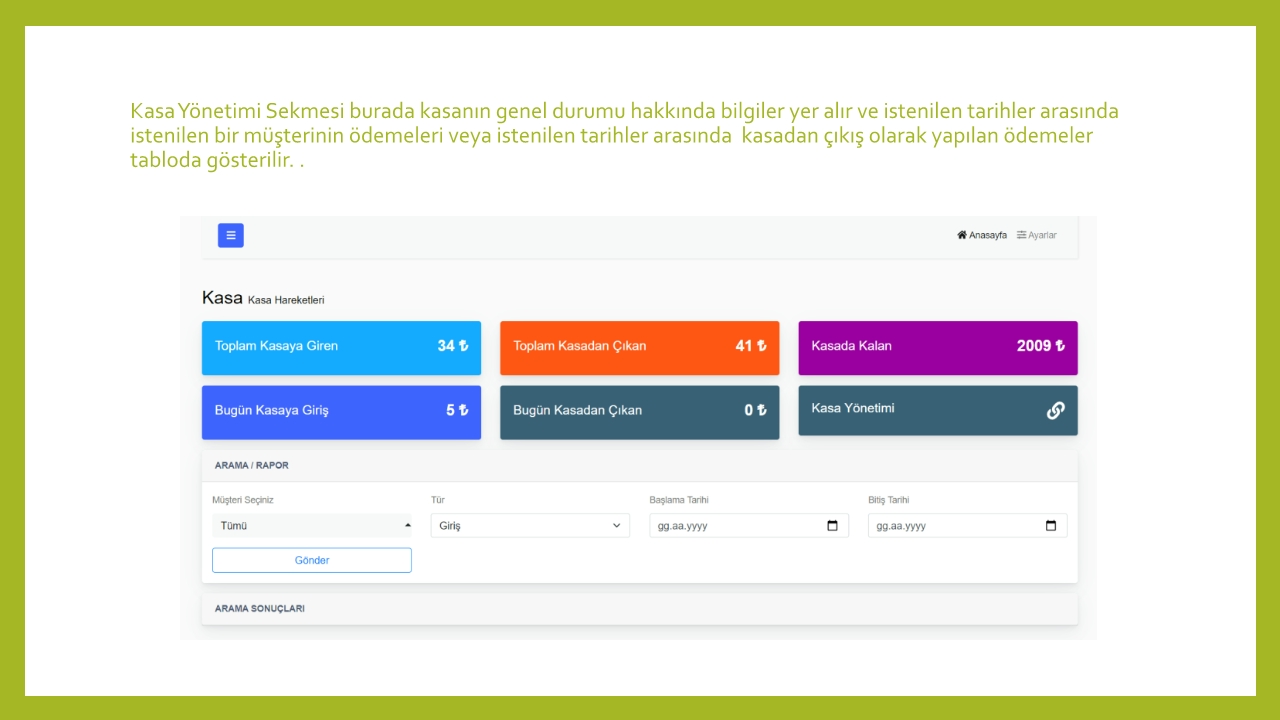 Kasa Yönetimi Sekmesi burada kasanın genel durumu hakkında bilgiler yer alır ve istenilen tarihler arasında
istenilen bir müşterinin ödemeleri veya istenilen tarihler arasında kasadan çıkış olarak yapılan ödemeler
tabloda gösterilir. .
Anasayfa Ayarlar
Kasa Kasa Hareketleri
Toplam Kasaya Giren 34 ₺
Toplam Kasadan Çıkan 41 ₺
Kasada Kalan 2009 ₺
Bugün Kasaya Giriş 5 ₺
Bugün Kasadan Çıkan 0 ₺
Kasa Yönetimi
ARAMA / RAPOR
Müşteri Seçiniz
Tümü
Tür
Giriş
Başlama Tarihi
gg.aa.yyyy
Bitiş Tarihi
gg.aa.yyyy
Gönder
ARAMA SONUÇLARI